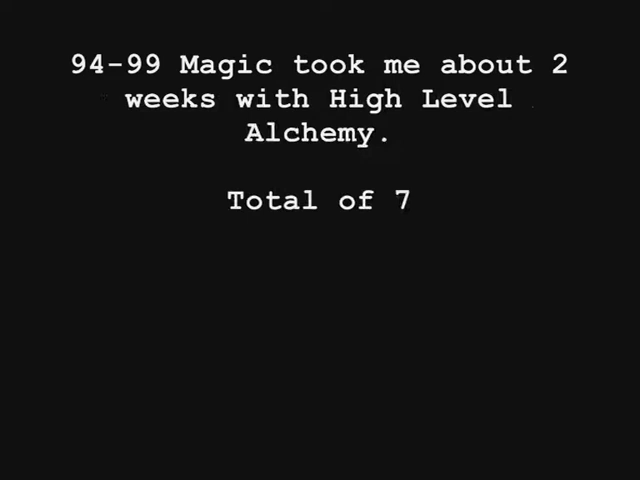 94-99 Magic took me about 2
weeks with High Level
Alchemy.
Total of 7